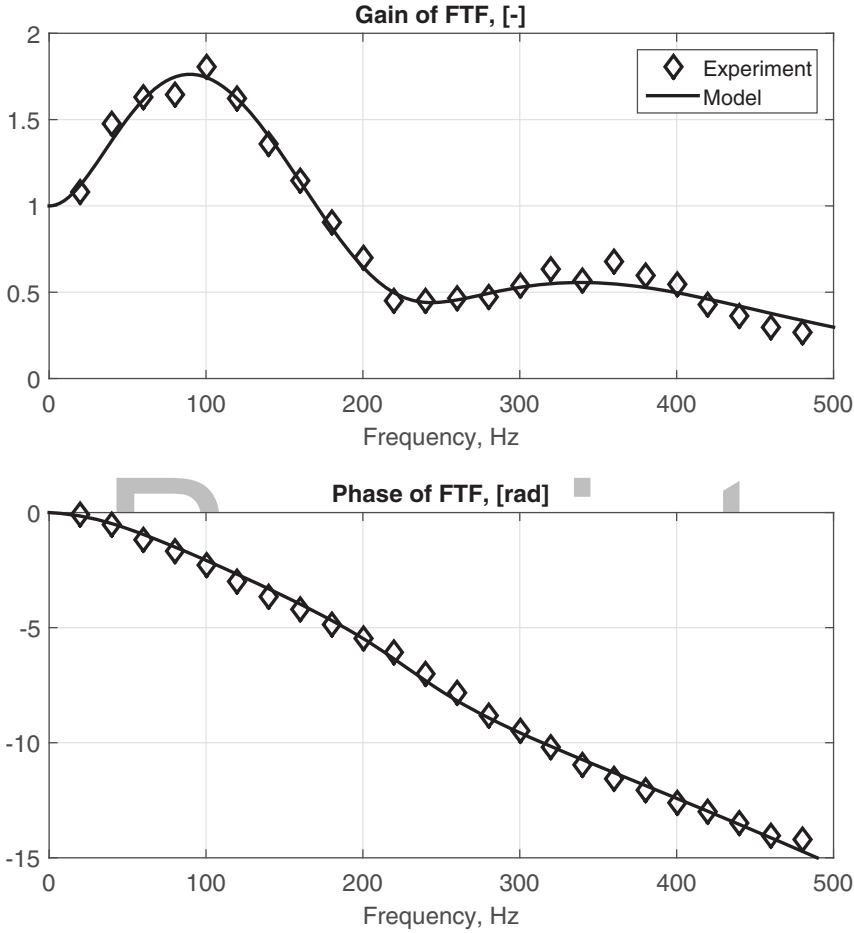 Gain of FTF, [-]
2
1.5
1
0.5
0
Experiment
Model
0 100 200 300 400 500
Frequency, Hz
Phase of FTF, [rad]
0
-5
-10
-15
0 100 200 300 400 500
Frequency, Hz